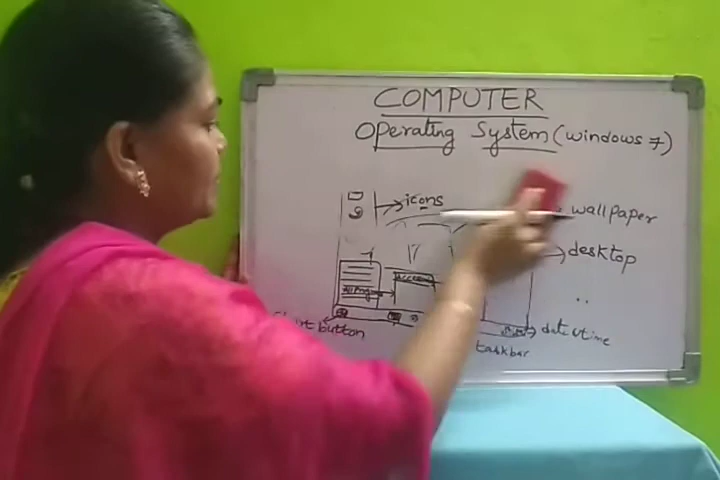 COMPUTER
Operating System (windows 7)
icons
wallpaper
desktop
button
date & time
taskbar